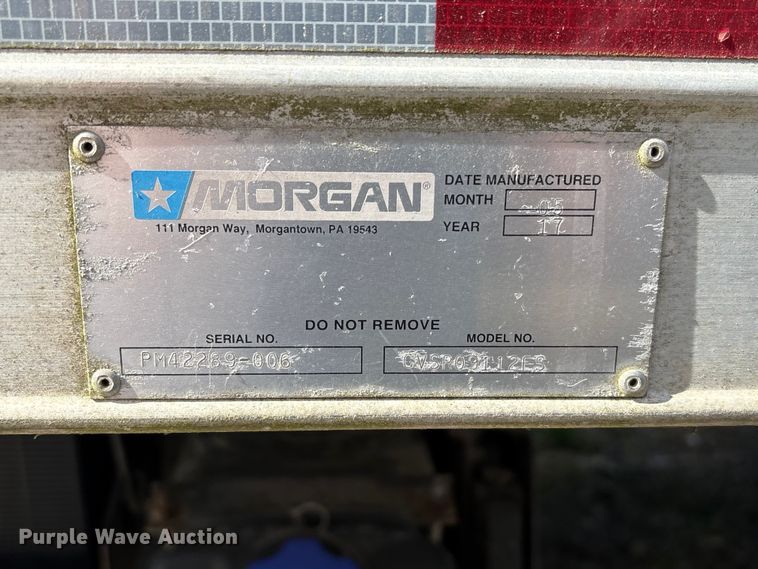 MORGAN®
111 Morgan Way, Morgantown, PA 19543
DATE MANUFACTURED
MONTH 05
YEAR 17
DO NOT REMOVE
SERIAL NO.
PM42289-006
MODEL NO.
Purple Wave Auction